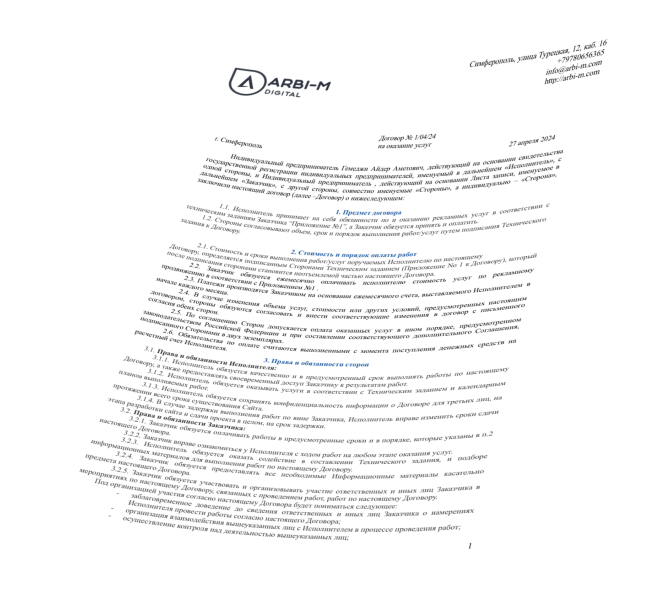 Симферополь, улица Турецкая, 12, каб. 16
+79780656365
info@arbi-m.com
http://arbi-m.com
ARBI-M
DIGITAL
г. Симферополь
Договор № 1/04/24
на оказание услуг
27 апреля 2024
Индивидуальный предприниматель Гемеджи Айдер Аметович, действующий на основании свидетельства
государственной регистрации индивидуальных предпринимателей, именуемый в дальнейшем «Исполнитель», с
одной стороны, и Индивидуальный предприниматель , действующий на основании Листа записи, именуемое в
дальнейшем «Заказчик», с другой стороны, совместно именуемые «Стороны», а индивидуально – «Сторона»,
заключили настоящий договор (далее –Договор) о нижеследующем:
1. Предмет договора
1.1. Исполнитель принимает на себя обязанности по и оказанию рекламных услуг в соответствии с
техническим заданиям Заказчика "Приложение №1", а Заказчик обязуется принять и оплатить.
1.2. Стороны согласовывают объем, срок и порядок выполнения работ/услуг путем подписания Технического
задания к Договору.
2. Стоимость и порядок оплаты работ
2.1. Стоимость и сроки выполнения работ/услуг поручаемых Исполнителю по настоящему
Договору, определяется подписанным Сторонами Техническим заданием (Приложение No 1 к Договору), который
после подписания сторонами становится неотъемлемой частью настоящего Договора.
2.2. Заказчик обязуется ежемесячно оплачивать исполнителю стоимость услуг по рекламному
продвижению в соответствии с Приложением №1 .
2.3. Платежи производятся Заказчиком на основании ежемесячного счета, выставляемого Исполнителем в
начале каждого месяца.
2.4. В случае изменения объема услуг, стоимости или других условий, предусмотренных настоящим
договором, стороны обязуются согласовать и внести соответствующие изменения в договор с письменного
согласия обеих сторон.
2.5. По соглашению Сторон допускается оплата оказанных услуг в ином порядке, предусмотренном
законодательством Российской Федерации и при составлении соответствующего дополнительного Соглашения,
подписанного Сторонами в двух экземплярах.
2.6. Обязательства по оплате считаются выполненными с момента поступления денежных средств на
расчетный счет Исполнителя.
3. Права и обязанности сторон
3.1. Права и обязанности Исполнителя:
3.1.1. Исполнитель обязуется качественно и в предусмотренный срок выполнять работы по настоящему
Договору, а также предоставлять своевременный доступ Заказчику к результатам работ.
3.1.2. Исполнитель обязуется оказывать услуги в соответствии с Техническим заданием и календарным
планом выполняемых работ.
3.1.3. Исполнитель обязуется сохранять конфиденциальность информации о Договоре для третьих лиц, на
протяжении всего срока существования Сайта.
3.1.4. В случае задержки выполнения работ по вине Заказчика, Исполнитель вправе изменить сроки сдачи
этапа разработки сайта и сдачи проекта в целом, на срок задержки.
3.2. Права и обязанности Заказчика:
3.2.1. Заказчик обязуется оплачивать работы в предусмотренные сроки и в порядке, которые указаны в п.2
настоящего Договора.
3.2.2. Заказчик вправе ознакомиться у Исполнителя с ходом работ на любом этапе оказания услуг.
3.2.3. Исполнитель обязуется оказать содействие в составлении Технического задания, и подборе
информационных материалов для выполнения работ по настоящему Договору.
3.2.4. Заказчик обязуется предоставлять все необходимые Информационные материалы касательно
предмета настоящего Договора.
3.2.5. Заказчик обязуется участвовать и организовывать участие ответственных и иных лиц Заказчика в
мероприятиях по настоящему Договору, связанных с проведением работ, работ по настоящему Договору.
Под организацией участия согласно настоящему Договора будет пониматься следующее:
- заблаговременное доведение до сведения ответственных и иных лиц Заказчика о намерениях
Исполнителя провести работы согласно настоящего Договора;
- организация взаимодействия вышеуказанных лиц с Исполнителем в процессе проведения работ;
- осуществление контроля над деятельностью вышеуказанных лиц;
1